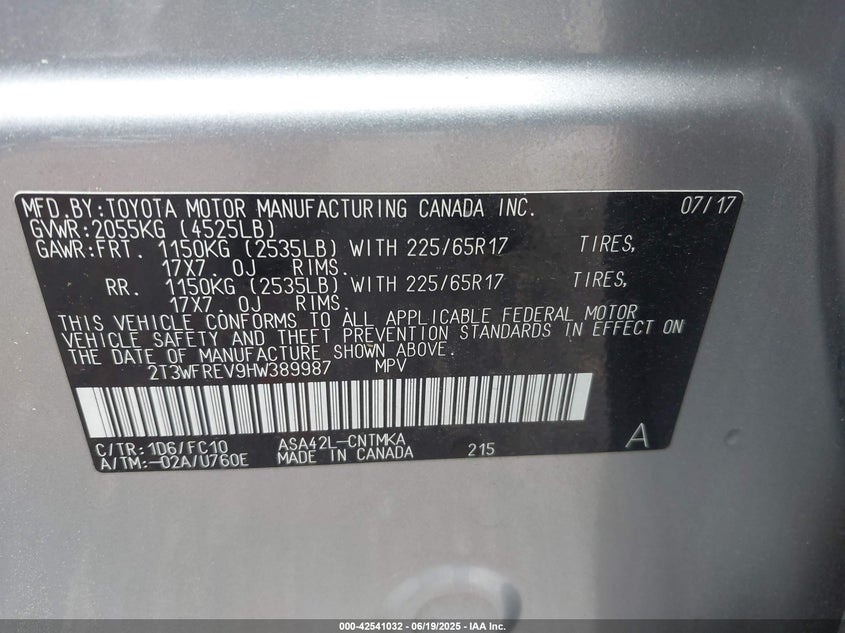 MFD.BY:TOYOTA MOTOR MANUFACTURING CANADA INC. 07/17
GVWR:2055KG (4525LB)
GAWR:FRT. 1150KG (2535LB) WITH 225/65R17 TIRES,
17X7.0J RIMS.
RR. 1150KG (2535LB) WITH 225/65R17 TIRES,
17X7.0J RIMS.
THIS VEHICLE CONFORMS TO ALL APPLICABLE FEDERAL MOTOR
VEHICLE SAFETY AND THEFT PREVENTION STANDARDS IN EFFECT ON
THE DATE OF MANUFACTURE SHOWN ABOVE.
2T3WFREV9HW389987 MPV
C/TR:1D6/FC10 ASA42L-CNTMKA A
A/TM:-02A/U760E MADE IN CANADA 215
000-42541032 - 06/19/2025 - IAA Inc.